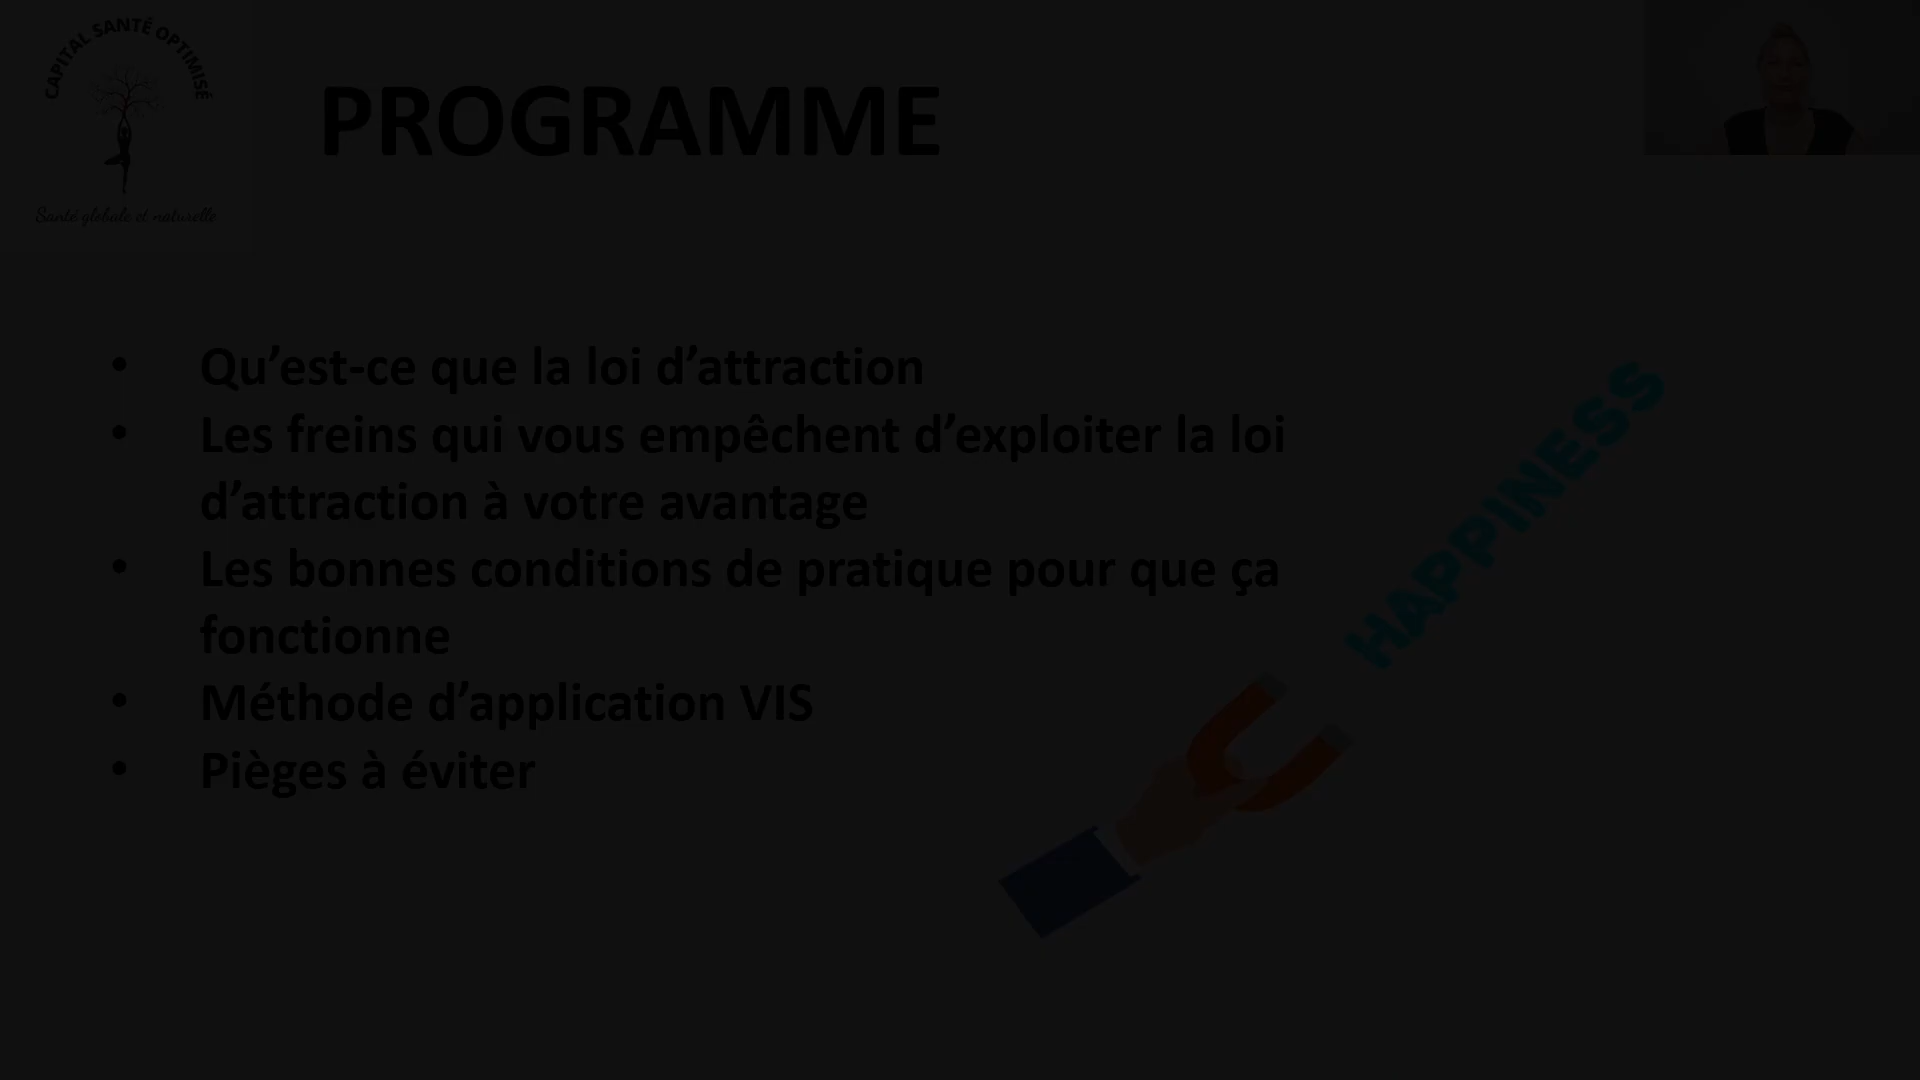 CAPITAL SANTÉ OPTIMISÉ
Santé globale et naturelle
PROGRAMME
• Qu’est-ce que la loi d’attraction
• Les freins qui vous empêchent d’exploiter la loi
d’attraction à votre avantage
• Les bonnes conditions de pratique pour que ça
fonctionne
• Méthode d’application VIS
• Pièges à éviter
HAPPINESS